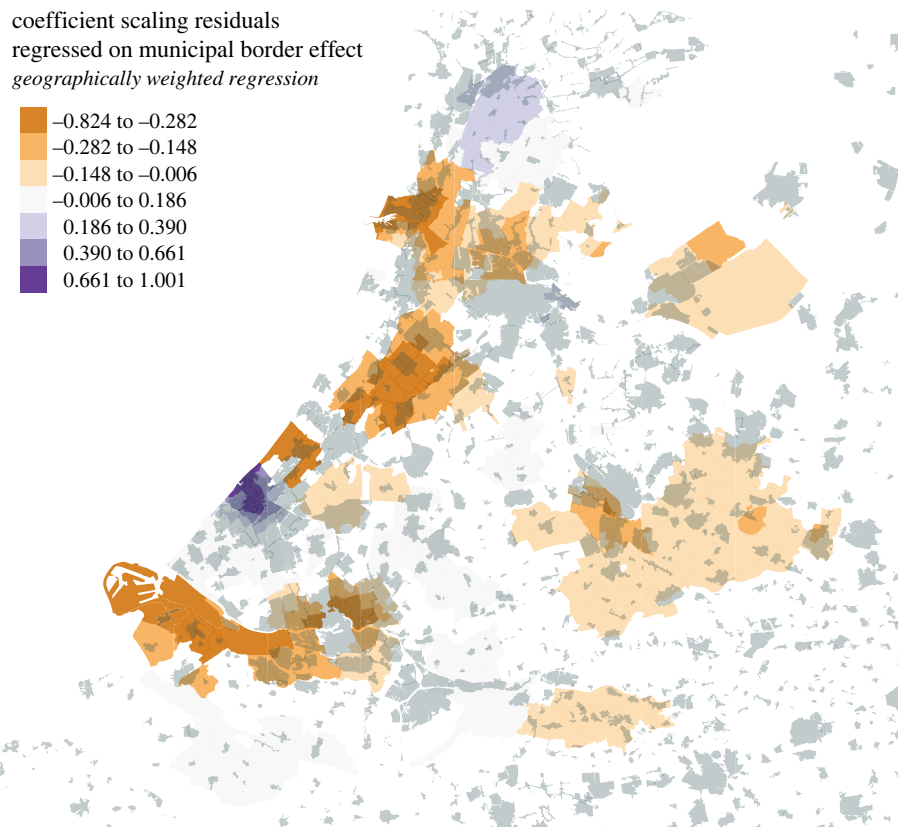 coefficient scaling residuals
regressed on municipal border effect
geographically weighted regression
–0.824 to –0.282
–0.282 to –0.148
–0.148 to –0.006
–0.006 to 0.186
0.186 to 0.390
0.390 to 0.661
0.661 to 1.001